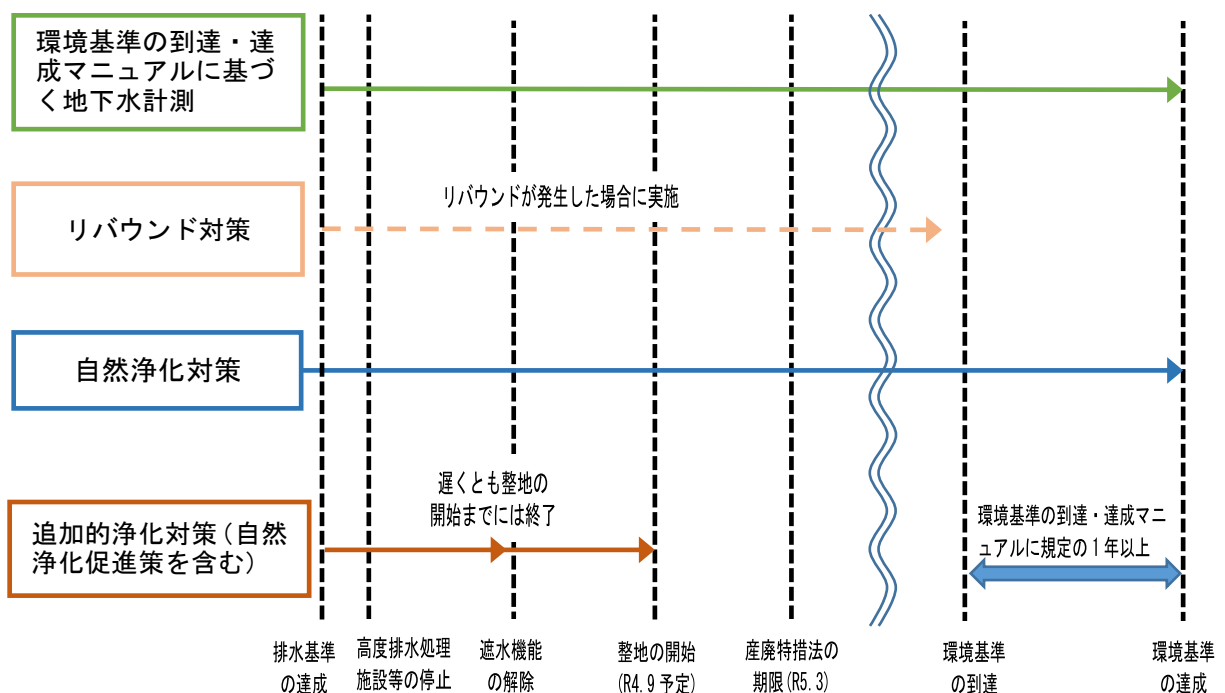 環境基準の到達・達
成マニュアルに基づ
く地下水計測
リバウンドが発生した場合に実施
リバウンド対策
自然浄化対策
遅くとも整地の
開始までには終了
追加的浄化対策(自然
浄化促進策を含む)
環境基準の到達・達成マニ
ュアルに規定の1年以上
排水基準
の達成
高度排水処理
施設等の停止
遮水機能
の解除
整地の開始
(R4.9予定)
産廃特措法の
期限(R5.3)
環境基準
の到達
環境基準
の達成